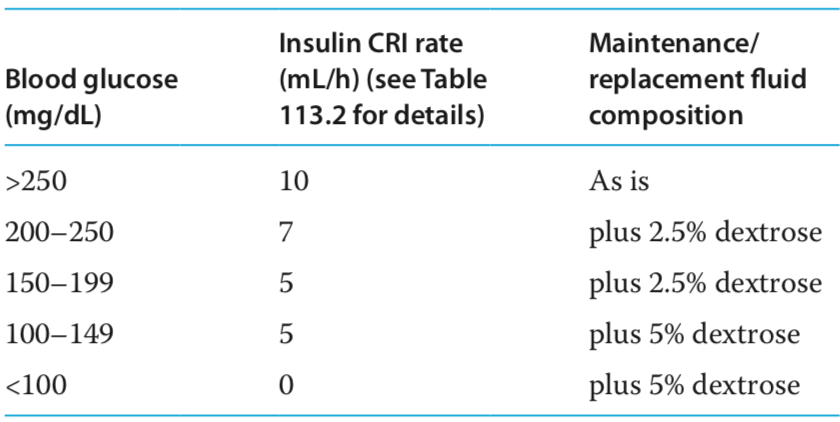 Blood glucose
(mg/dL)
Insulin CRI rate
(mL/h) (see Table
113.2 for details)
Maintenance/
replacement fluid
composition
>250 10 As is
200–250 7 plus 2.5% dextrose
150–199 5 plus 2.5% dextrose
100–149 5 plus 5% dextrose
<100 0 plus 5% dextrose